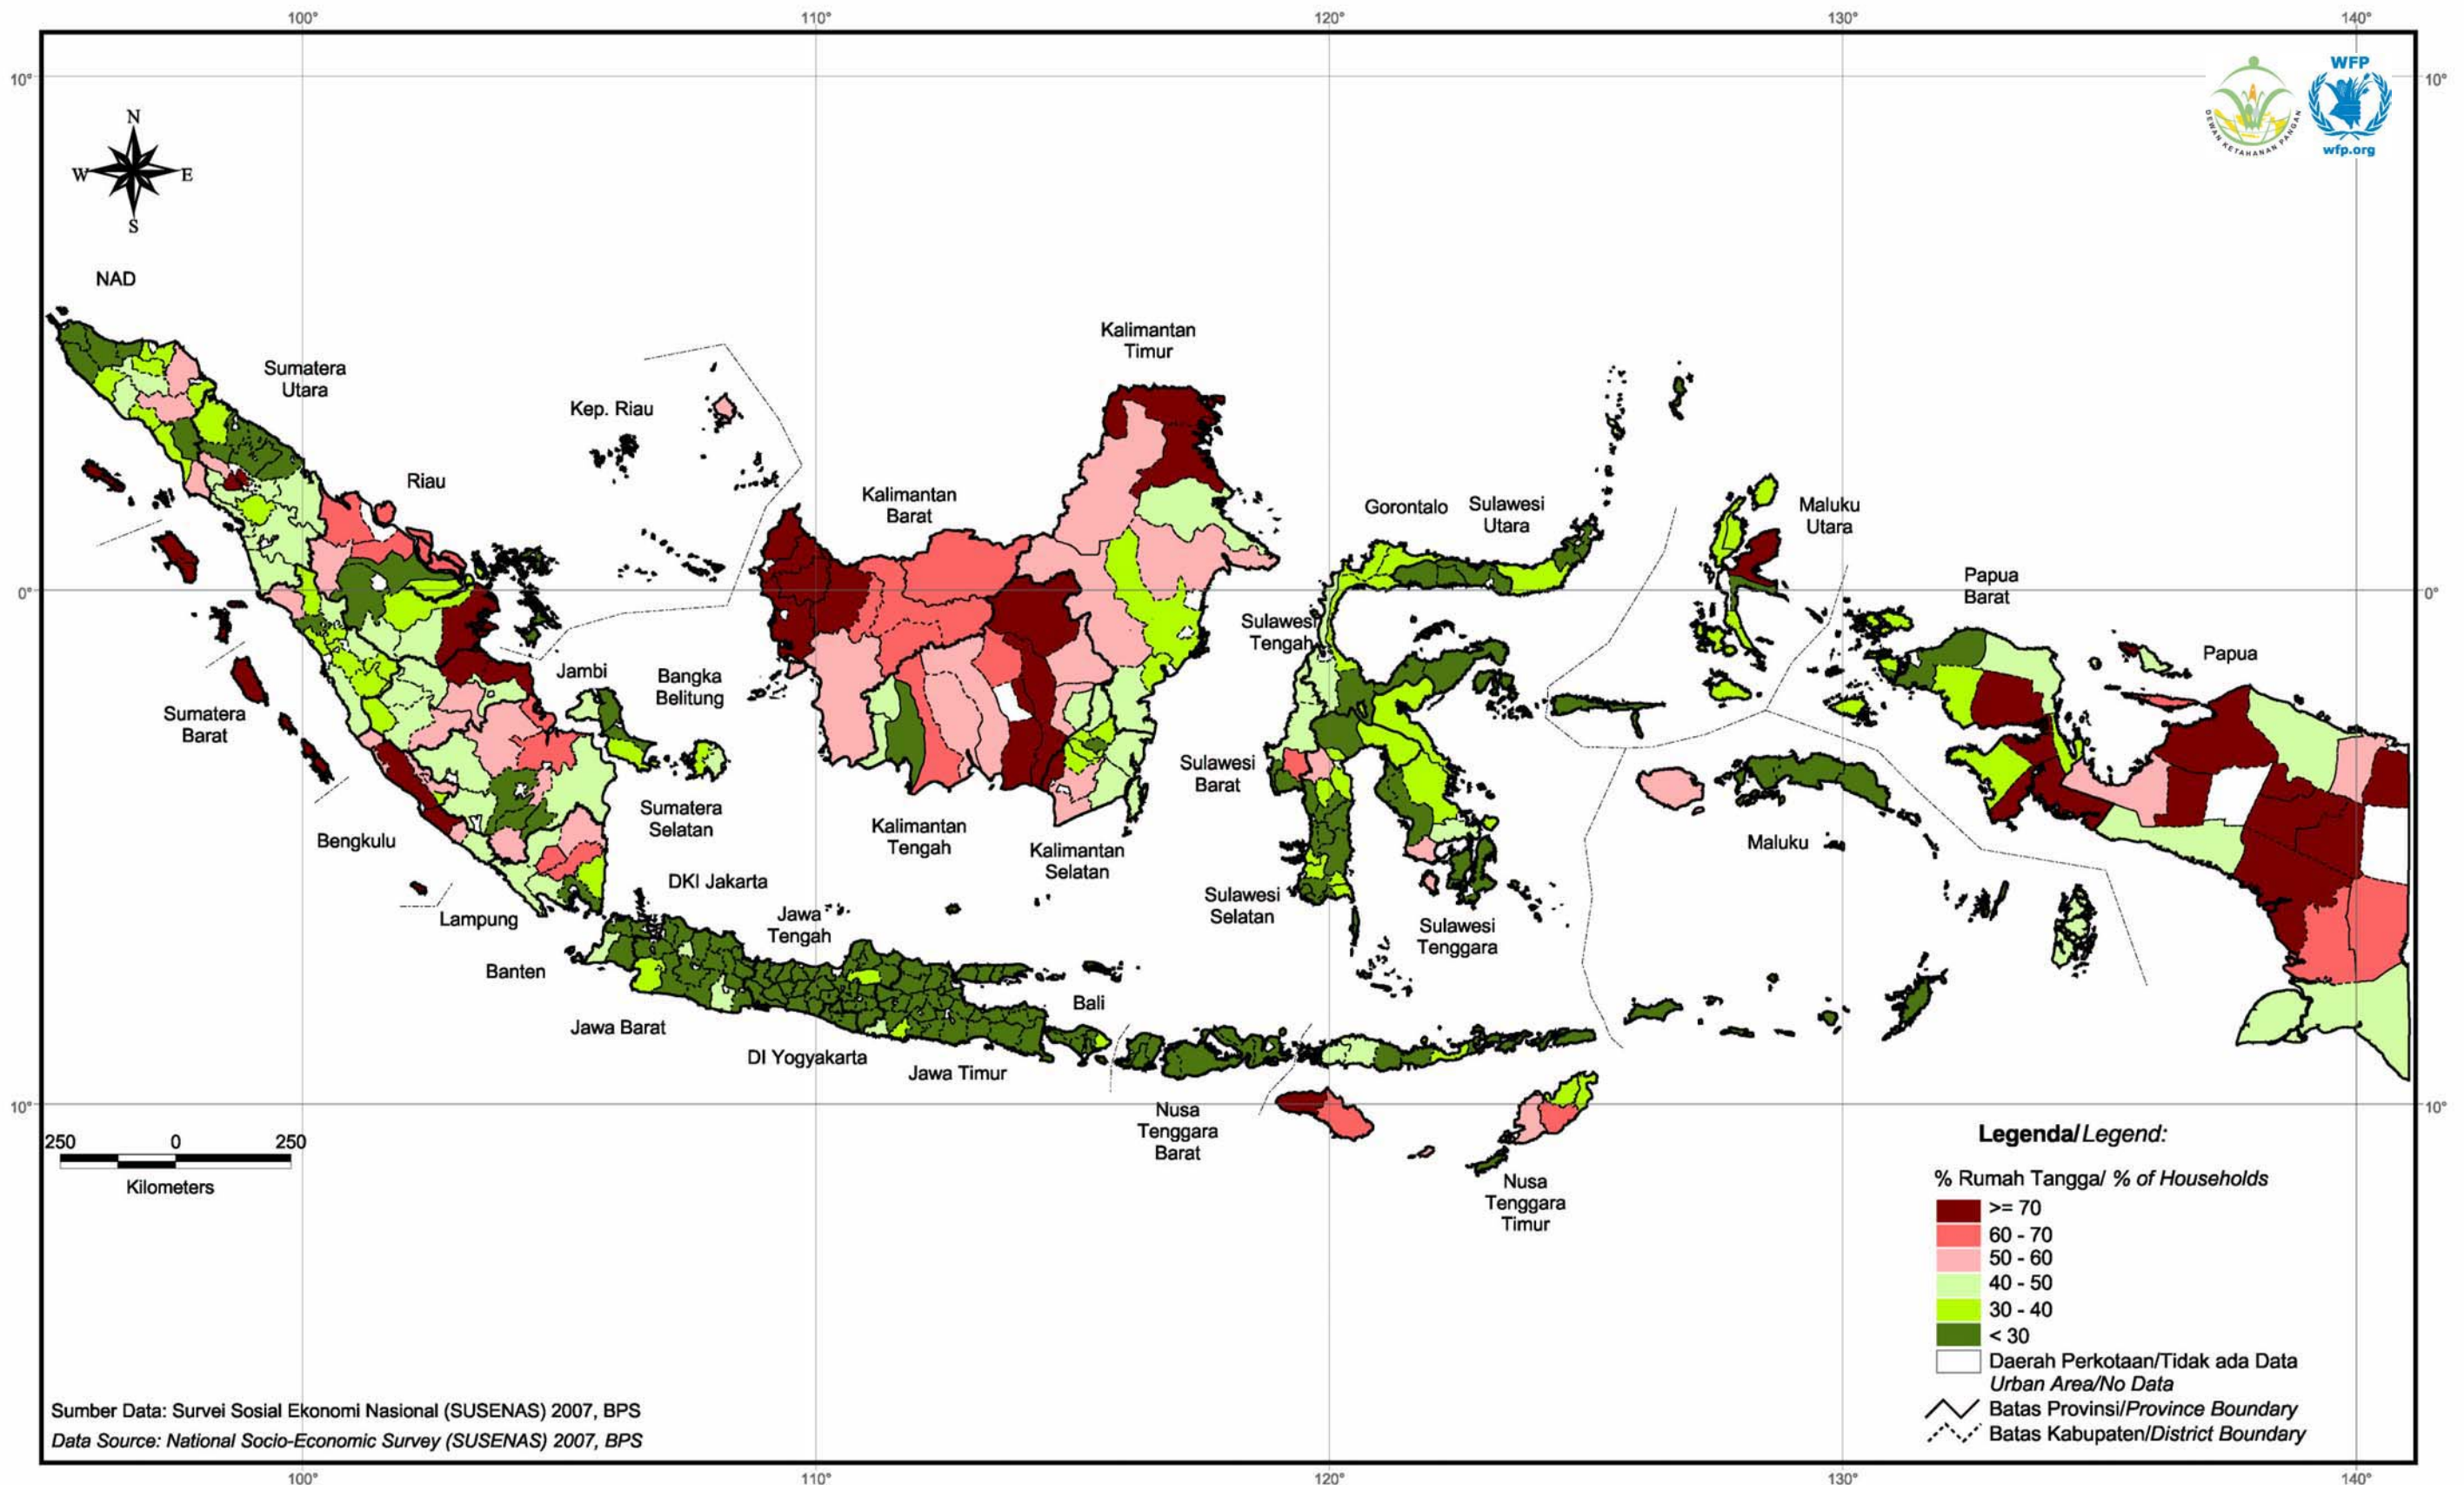 100°
110°
120°
130°
140°
10°
10°
N
W
E
S
DEWAN KETAHANAN PANGAN
WFP
wfp.org
NAD
Sumatera
Utara
Kep. Riau
Riau
Kalimantan
Timur
Kalimantan
Barat
Gorontalo
Sulawesi
Utara
Maluku
Utara
Papua
Barat
0°
0°
Sulawesi
Tengah
Papua
Jambi
Bangka
Belitung
Sumatera
Barat
Sulawesi
Barat
Sumatera
Selatan
Bengkulu
Kalimantan
Tengah
Kalimantan
Selatan
Maluku
DKI Jakarta
Lampung
Jawa
Tengah
Sulawesi
Selatan
Sulawesi
Tenggara
Banten
Bali
Jawa Barat
DI Yogyakarta
Jawa Timur
10°
10°
Nusa
Tenggara
Barat
Nusa
Tenggara
Timur
250 0 250
Kilometers
Legenda/Legend:
% Rumah Tangga/ % of Households
>= 70
60 - 70
50 - 60
40 - 50
30 - 40
< 30
Daerah Perkotaan/Tidak ada Data
Urban Area/No Data
Batas Provinsi/Province Boundary
Batas Kabupaten/District Boundary
Sumber Data: Survei Sosial Ekonomi Nasional (SUSENAS) 2007, BPS
Data Source: National Socio-Economic Survey (SUSENAS) 2007, BPS
100°
110°
120°
130°
140°